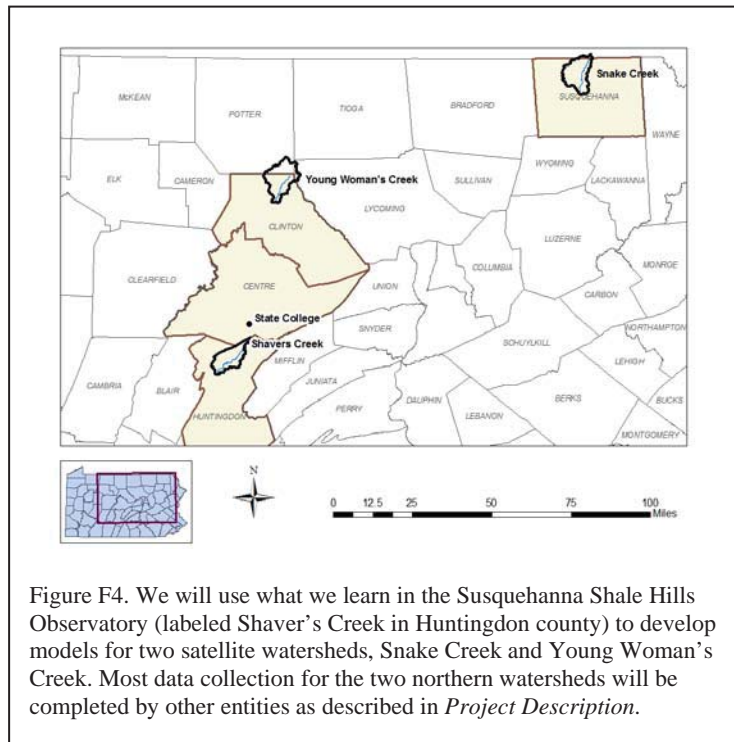 McKEAN
POTTER
TIOGA
BRADFORD
Snake Creek
SUSQUEHANNA
WAYNE
ELK
CAMERON
Young Woman's Creek
LYCOMING
SULLIVAN
WYOMING
LACKAWANNA
CLINTON
LUZERNE
CLEARFIELD
CENTRE
UNION
COLUMBIA
MONROE
CARBON
State College
SNYDER
NORTHAMPTON
Shavers Creek
MIFFLIN
SCHUYLKILL
LEHIGH
CAMBRIA
BLAIR
JUNIATA
HUNTINGDON
PERRY
DAUPHIN
LEBANON
BERKS
BUCKS
MONTGOMERY
N
0 12.5 25 50 75 100
Miles
Figure F4. We will use what we learn in the Susquehanna Shale Hills
Observatory (labeled Shaver’s Creek in Huntingdon county) to develop
models for two satellite watersheds, Snake Creek and Young Woman’s
Creek. Most data collection for the two northern watersheds will be
completed by other entities as described in Project Description.